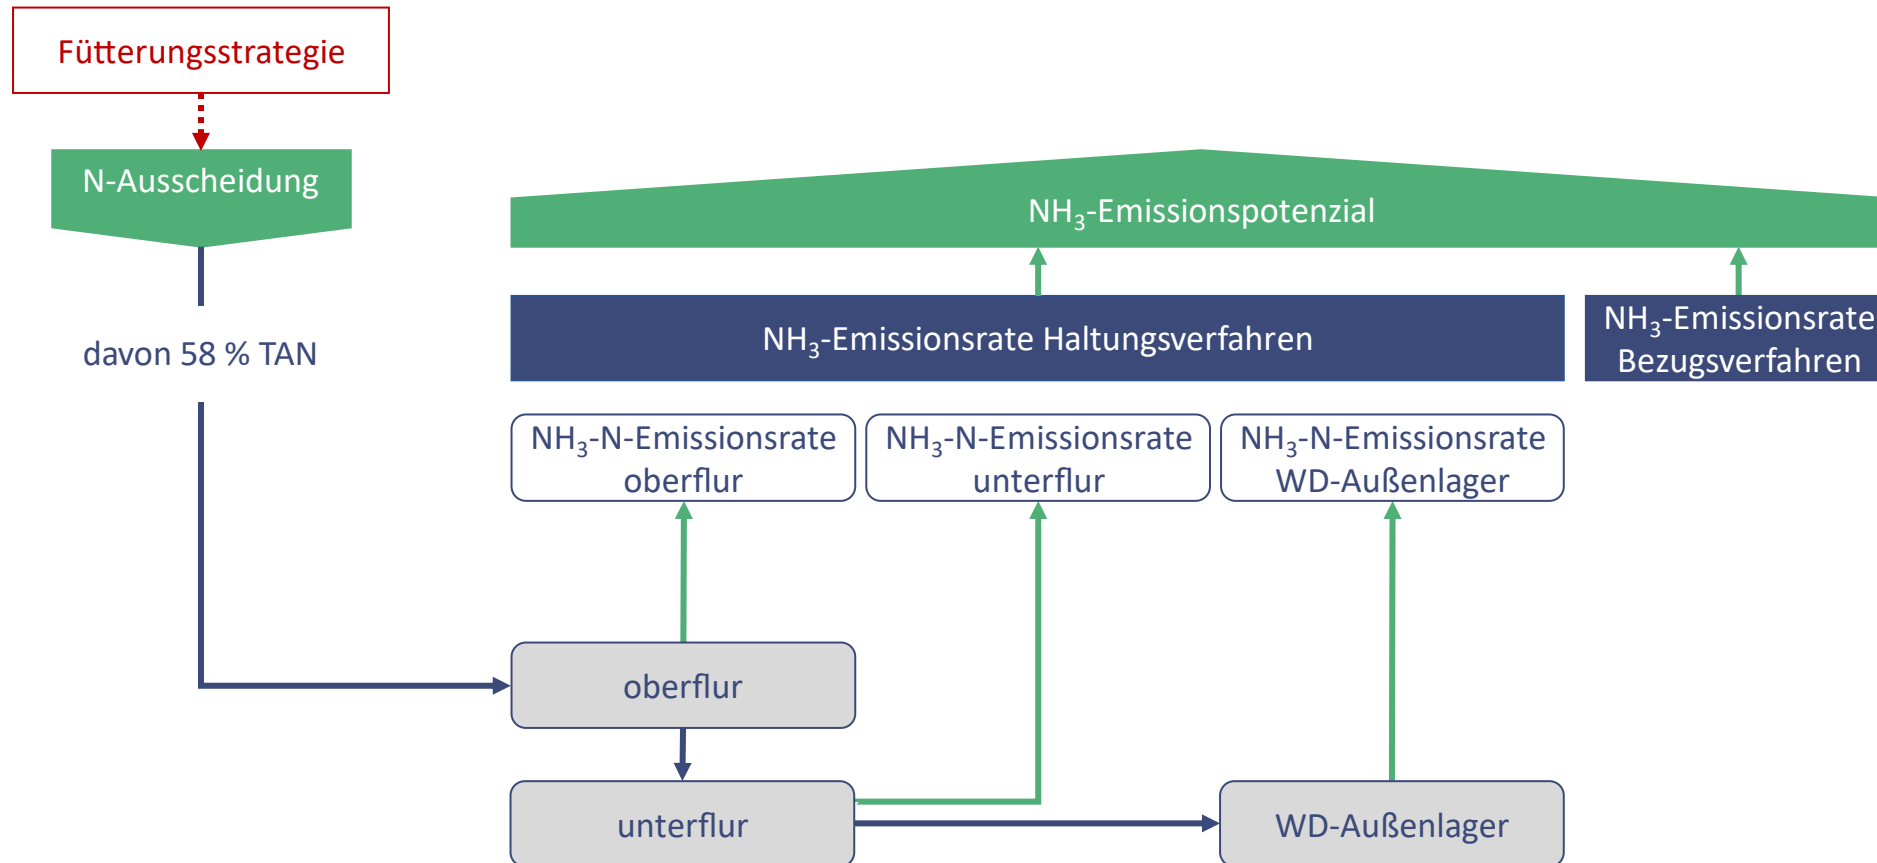 Fütterungsstrategie
N-Ausscheidung
davon 58 % TAN
NH₃-Emissionspotenzial
NH₃-Emissionsrate Haltungsverfahren
NH₃-Emissionsrate
Bezugsverfahren
NH₃-N-Emissionsrate
oberflur
NH₃-N-Emissionsrate
unterflur
NH₃-N-Emissionsrate
WD-Außenlager
oberflur
unterflur
WD-Außenlager